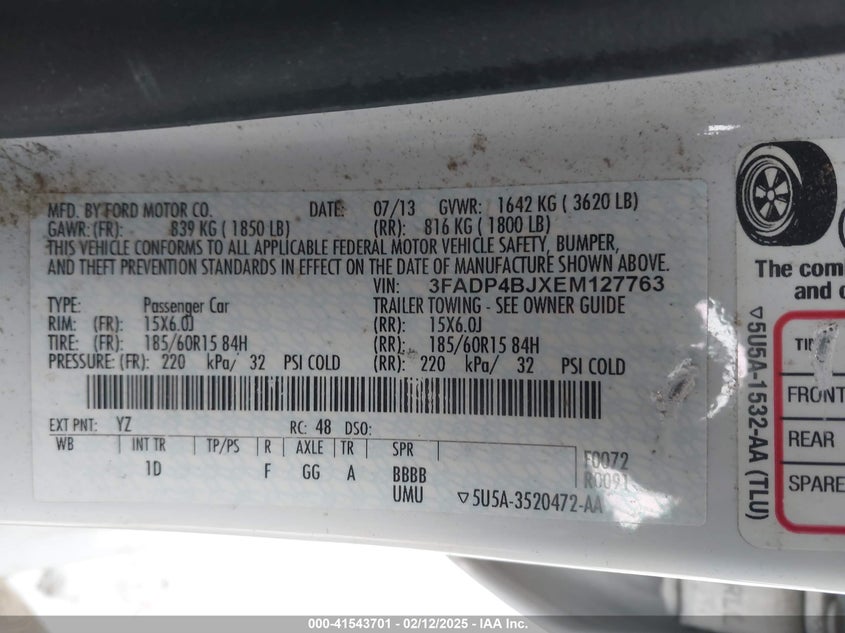 MFD. BY FORD MOTOR CO. DATE: 07/13 GVWR: 1642 KG ( 3620 LB)
GAWR: (FR): 839 KG ( 1850 LB) (RR): 816 KG ( 1800 LB)
THIS VEHICLE CONFORMS TO ALL APPLICABLE FEDERAL MOTOR VEHICLE SAFETY, BUMPER,
AND THEFT PREVENTION STANDARDS IN EFFECT ON THE DATE OF MANUFACTURE SHOWN ABOVE.
VIN: 3FADP4BJXEM127763
TYPE: Passenger Car TRAILER TOWING - SEE OWNER GUIDE
RIM: (FR): 15X6.0J (RR): 15X6.0J
TIRE: (FR): 185/60R15 84H (RR): 185/60R15 84H
PRESSURE: (FR): 220 kPa/ 32 PSI COLD (RR): 220 kPa/ 32 PSI COLD
EXT PNT: YZ RC: 48 DSO:
WB INT TR TP/PS R AXLE TR SPR
1D F GG A BBBB
UMU
F0072
R0091
▽5U5A-3520472-AA
The com
and c
▽5U5A-1532-AA (TLU)
FRONT
REAR
SPARE
000-41543701 - 02/12/2025 - IAA Inc.